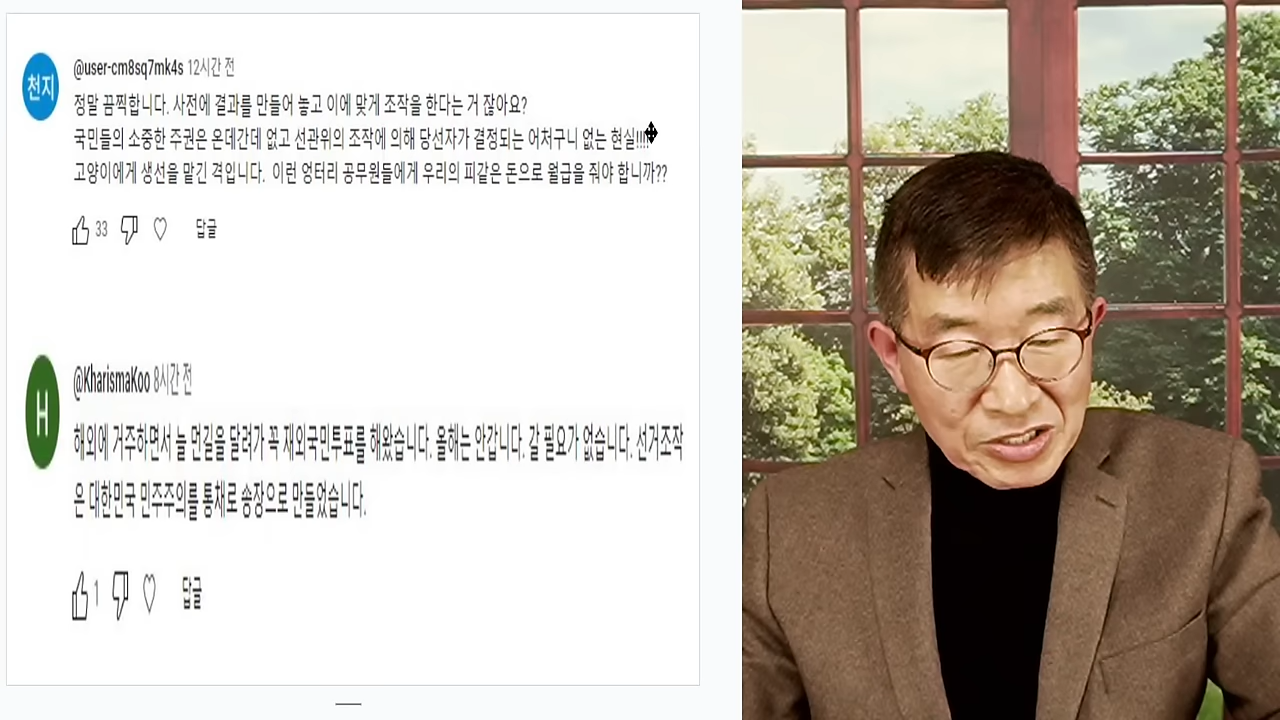 천지
@user-cm8sq7mk4s 12시간 전
정말 끔찍합니다. 사전에 결과를 만들어 놓고 이에 맞게 조작을 한다는 거 잖아요?
국민들의 소중한 주권은 온데간데 없고 선관위의 조작에 의해 당선자가 결정되는 어처구니 없는 현실!!!!
고양이에게 생선을 맡긴 격입니다. 이런 엉터리 공무원들에게 우리의 피같은 돈으로 월급을 줘야 합니까??
33 답글
H
@KharismaKoo 8시간 전
해외에 거주하면서 늘 먼길을 달려가 꼭 재외국민투표를 해왔습니다. 올해는 안갑니다. 갈 필요가 없습니다. 선거조작
은 대한민국 민주주의를 통채로 송장으로 만들었습니다.
1 답글